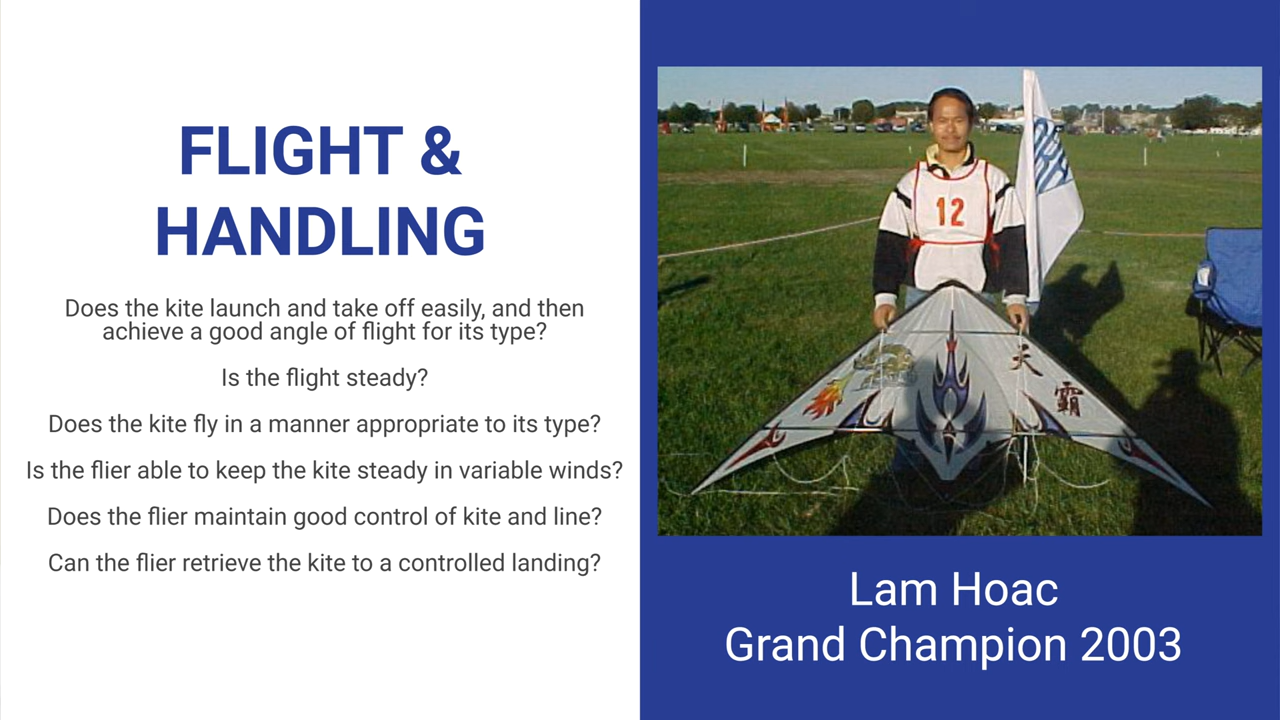 FLIGHT &
HANDLING
Does the kite launch and take off easily, and then
achieve a good angle of flight for its type?
Is the flight steady?
Does the kite fly in a manner appropriate to its type?
Is the flier able to keep the kite steady in variable winds?
Does the flier maintain good control of kite and line?
Can the flier retrieve the kite to a controlled landing?
12
天
霸
Lam Hoac
Grand Champion 2003